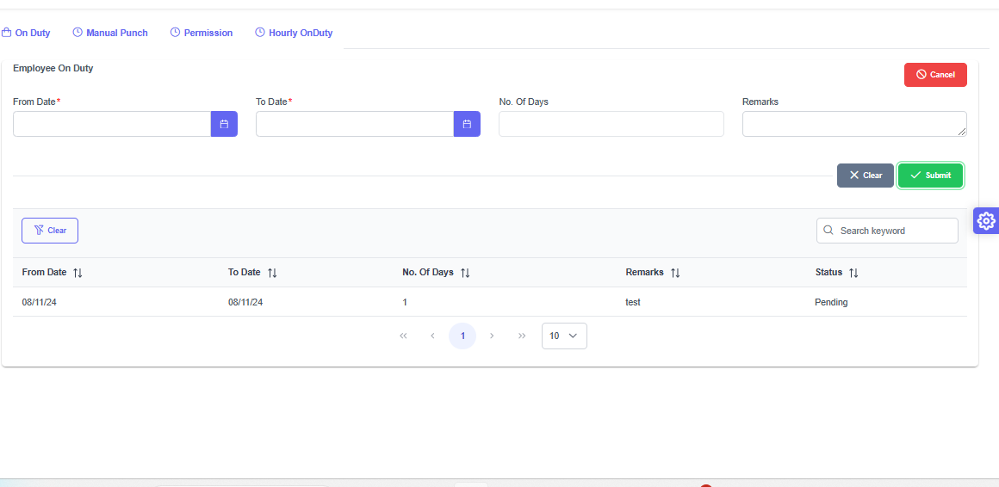 On Duty Manual Punch Permission Hourly OnDuty
Employee On Duty
Cancel
From Date* To Date* No. Of Days Remarks
Clear Submit
Clear Search keyword
From Date To Date No. Of Days Remarks Status
08/11/24 08/11/24 1 test Pending
« ‹ 1 › » 10